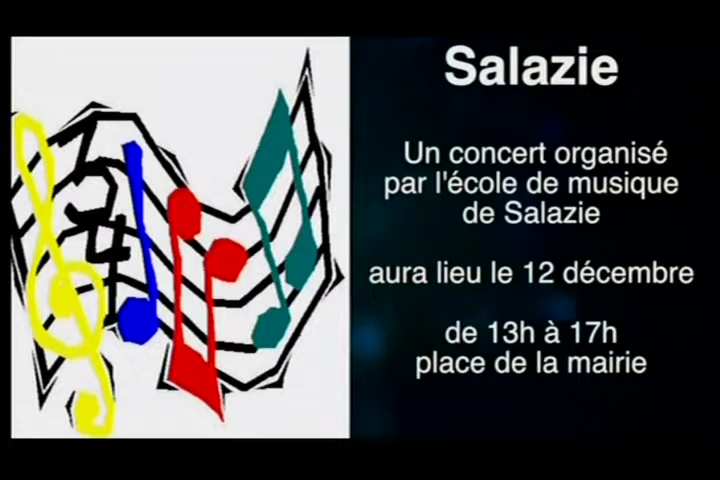 Salazie
Un concert organisé
par l'école de musique
de Salazie
aura lieu le 12 décembre
de 13h à 17h
place de la mairie